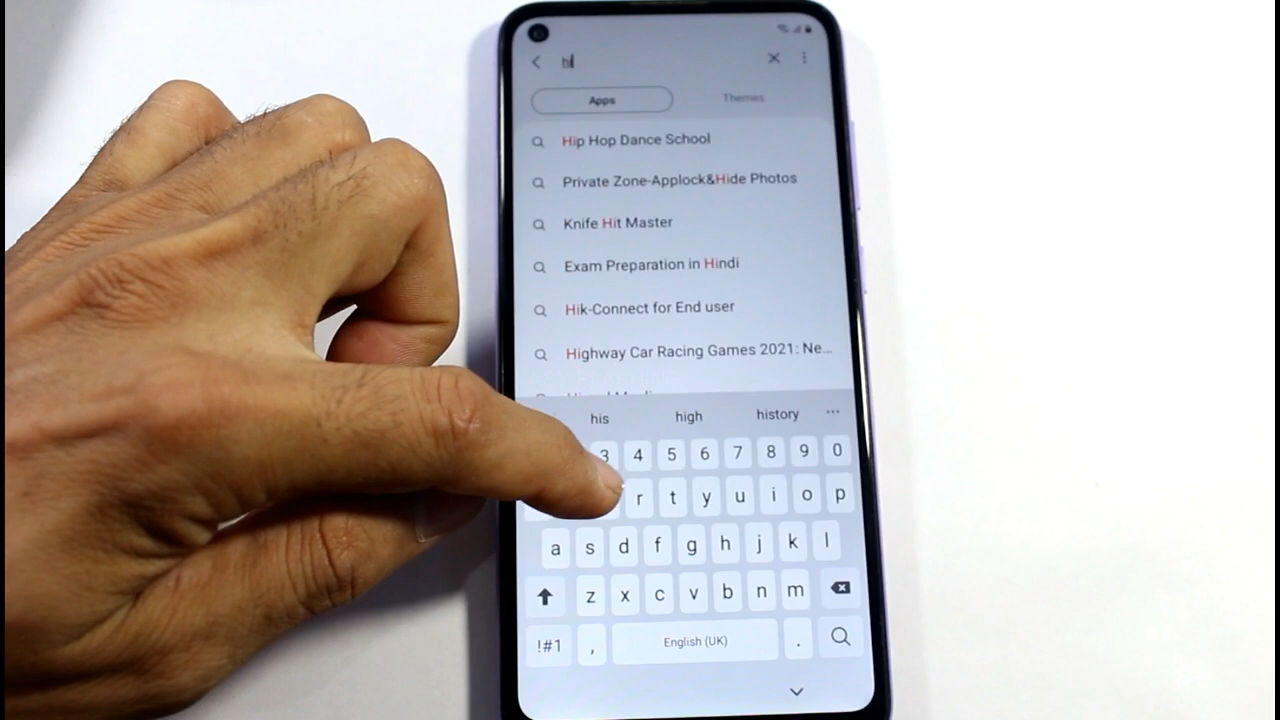 hi
Apps Themes
Hip Hop Dance School
Private Zone-Applock&Hide Photos
Knife Hit Master
Exam Preparation in Hindi
Hik-Connect for End user
Highway Car Racing Games 2021: Ne...
his high history ...
3 4 5 6 7 8 9 0
r t y u i o p
a s d f g h j k l
z x c v b n m
!#1 , English (UK) .